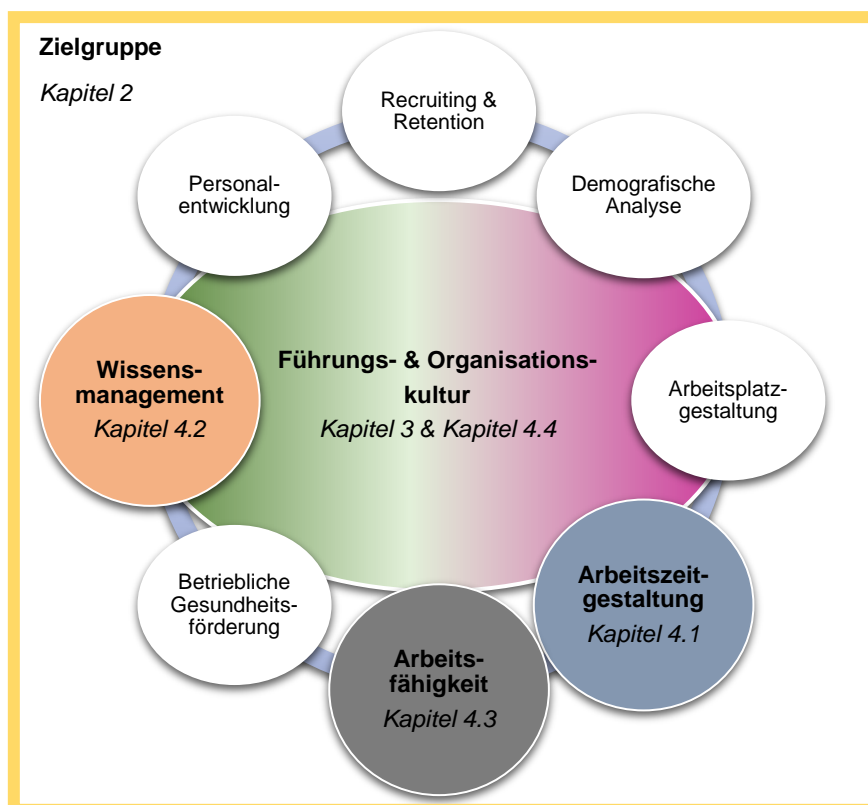 Zielgruppe
Kapitel 2
Recruiting &
Retention
Personal-
entwicklung
Demografische
Analyse
Wissens-
management
Kapitel 4.2
Führungs- & Organisations-
kultur
Kapitel 3 & Kapitel 4.4
Arbeitsplatz-
gestaltung
Betriebliche
Gesundheits-
förderung
Arbeits-
fähigkeit
Kapitel 4.3
Arbeitszeit-
gestaltung
Kapitel 4.1